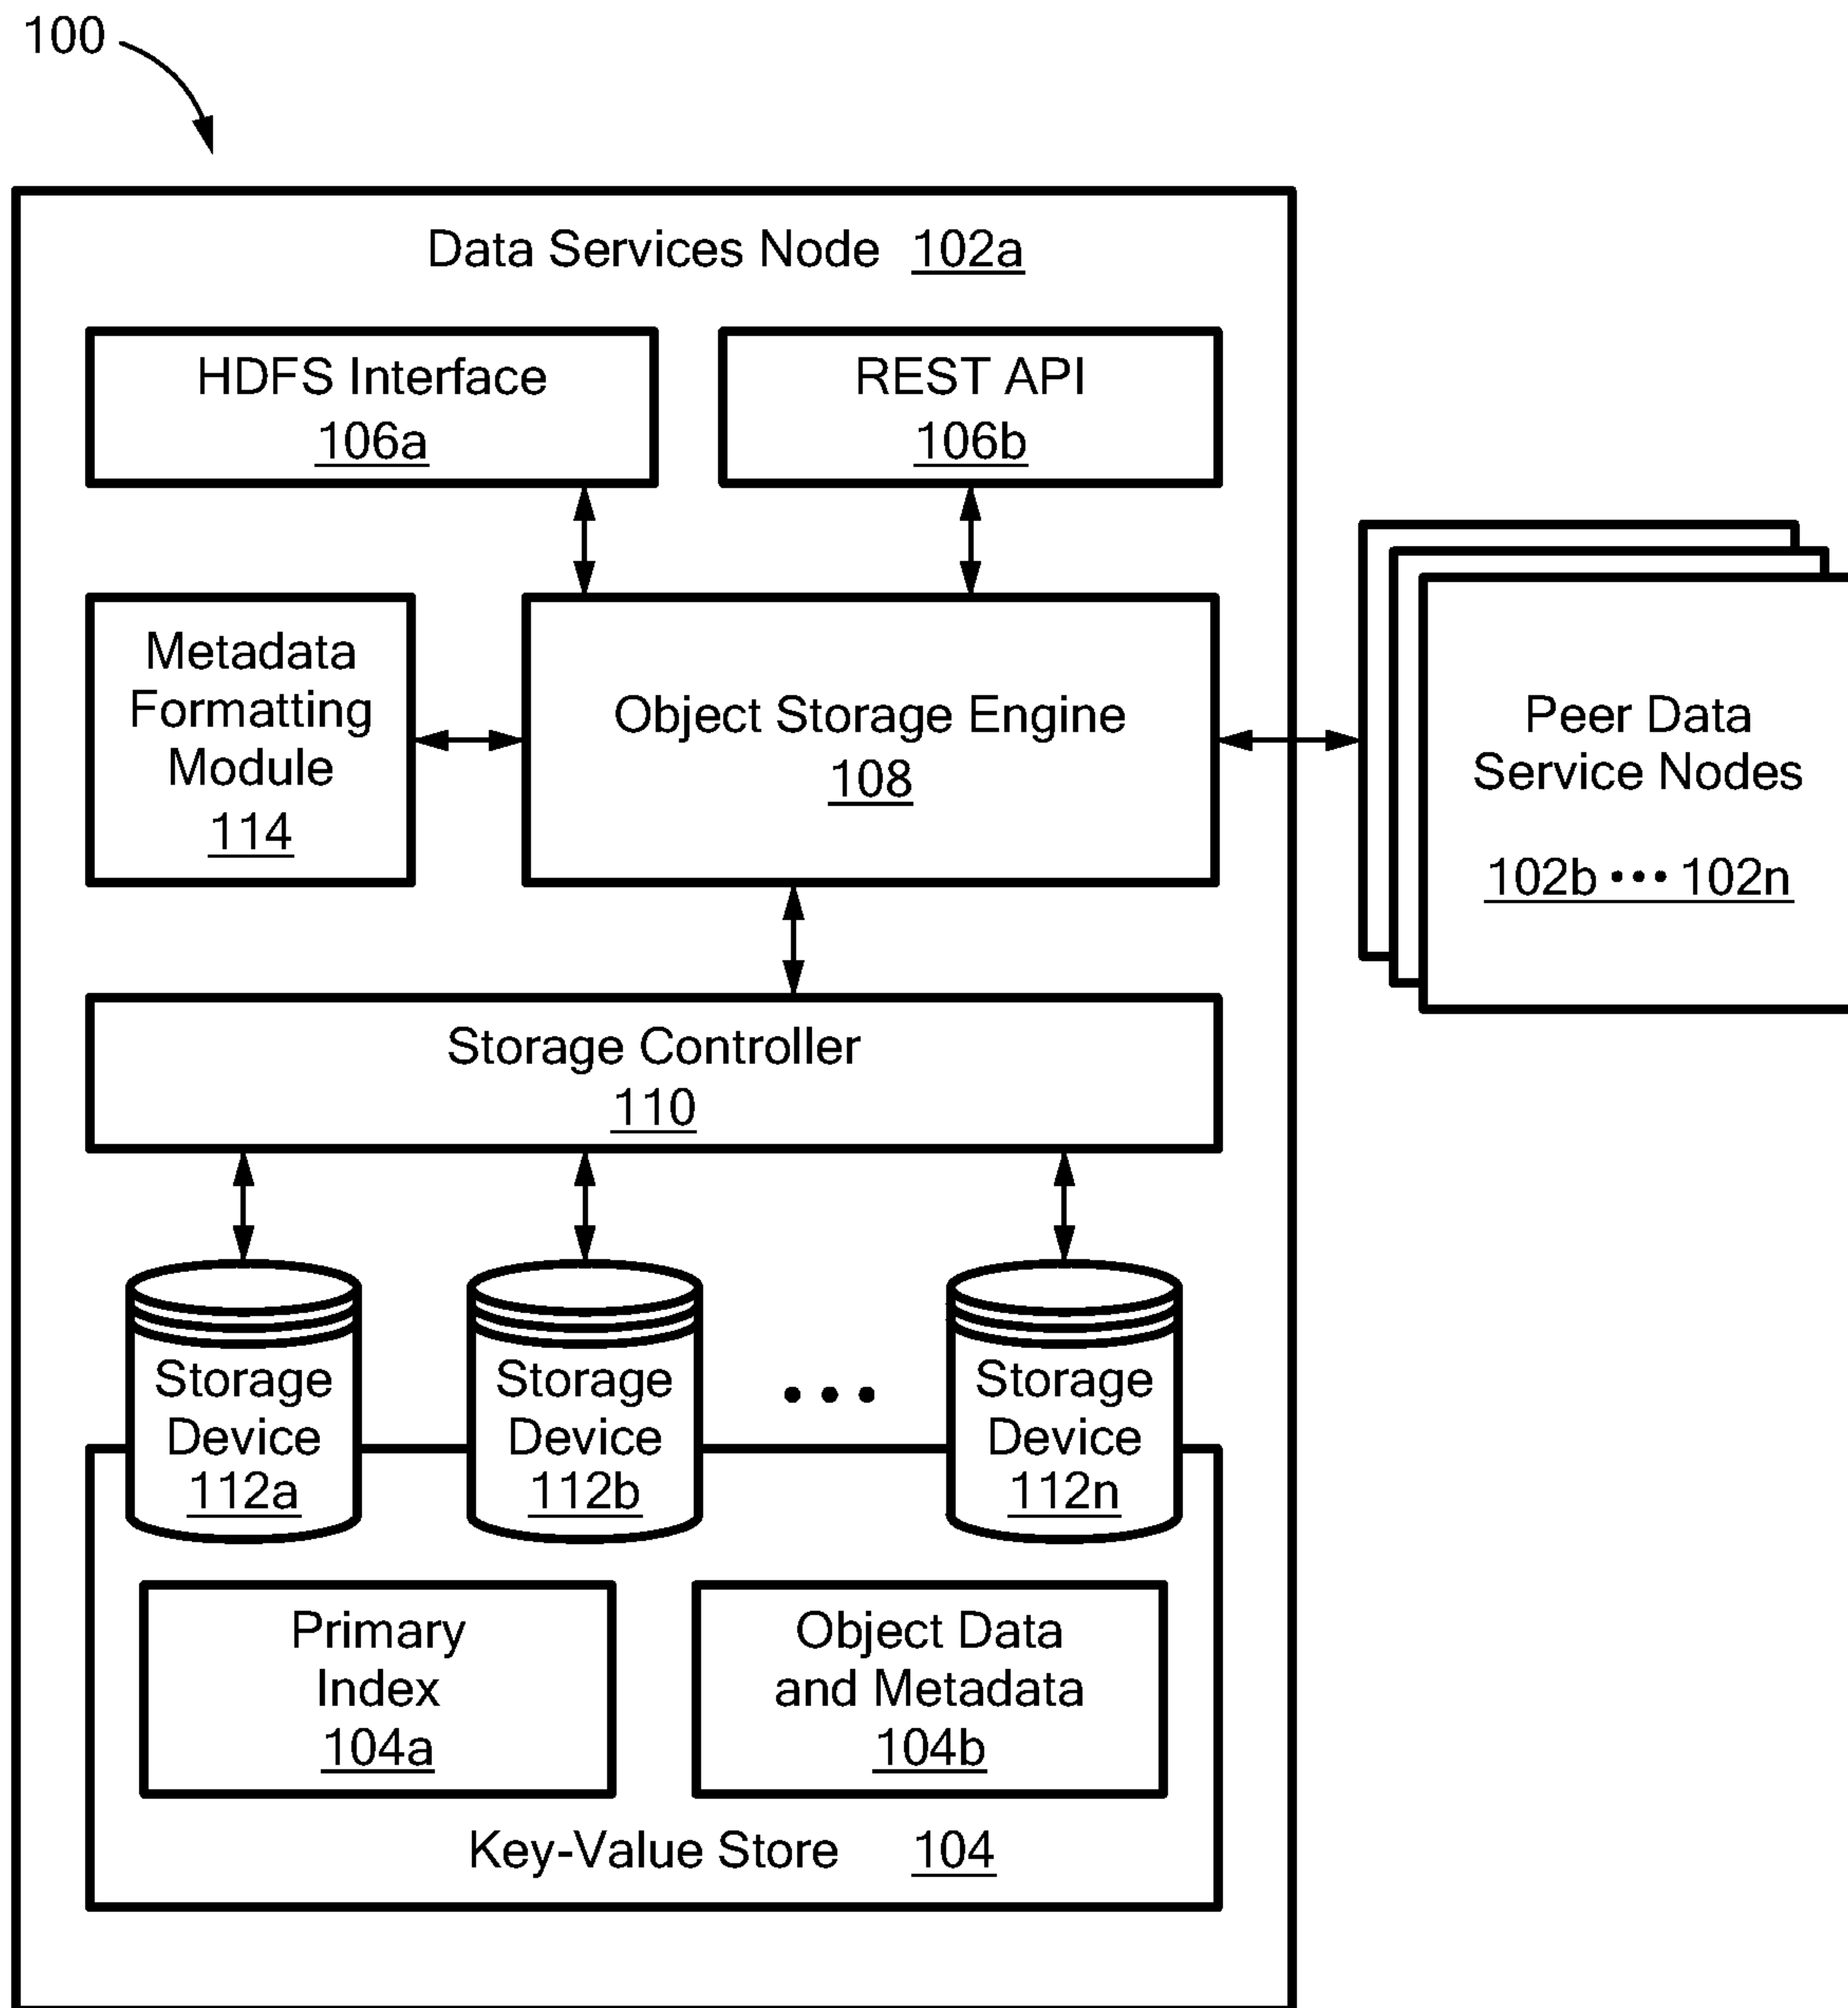 100
Data Services Node 102a
HDFS Interface
106a
REST API
106b
Metadata
Formatting
Module
114
Object Storage Engine
108
Peer Data
Service Nodes
102b ••• 102n
Storage Controller
110
Storage
Device
112a
Storage
Device
112b
•••
Storage
Device
112n
Primary
Index
104a
Object Data
and Metadata
104b
Key-Value Store 104